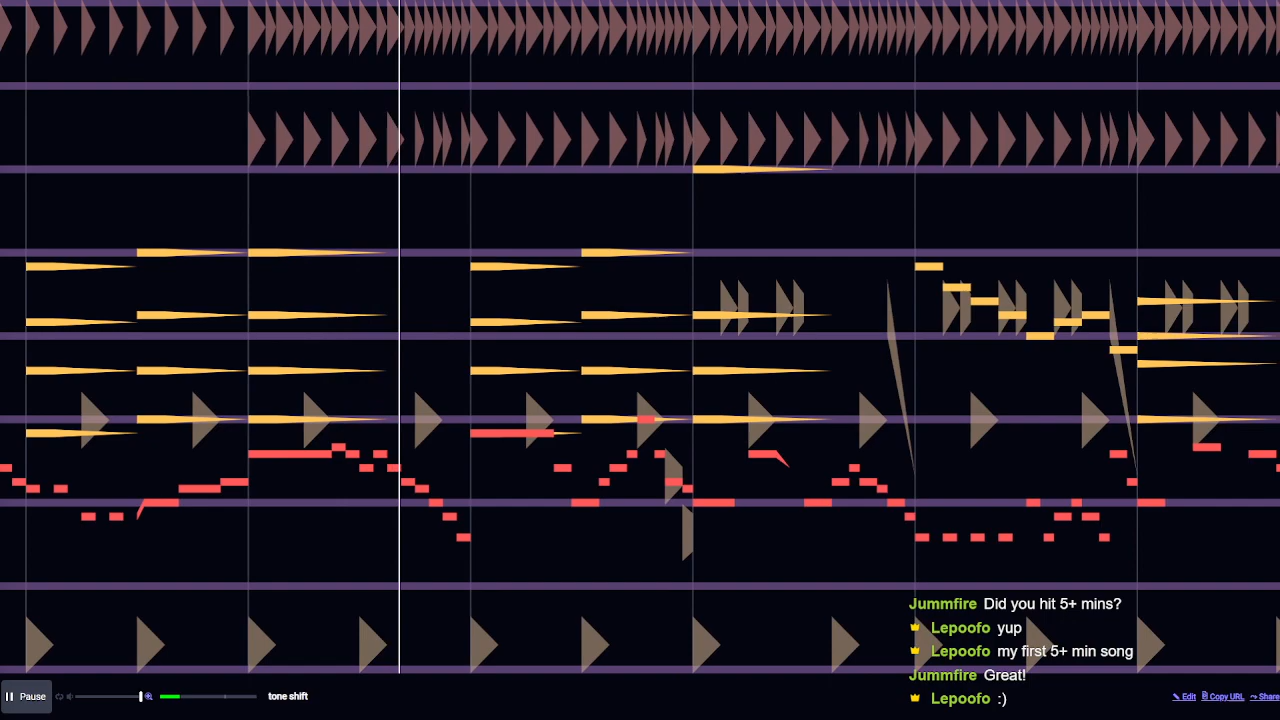 Jummfire Did you hit 5+ mins?
Lepoofo yup
Lepoofo my first 5+ min song
Jummfire Great!
Lepoofo :)
Pause
tone shift
Edit
Copy URL
Share